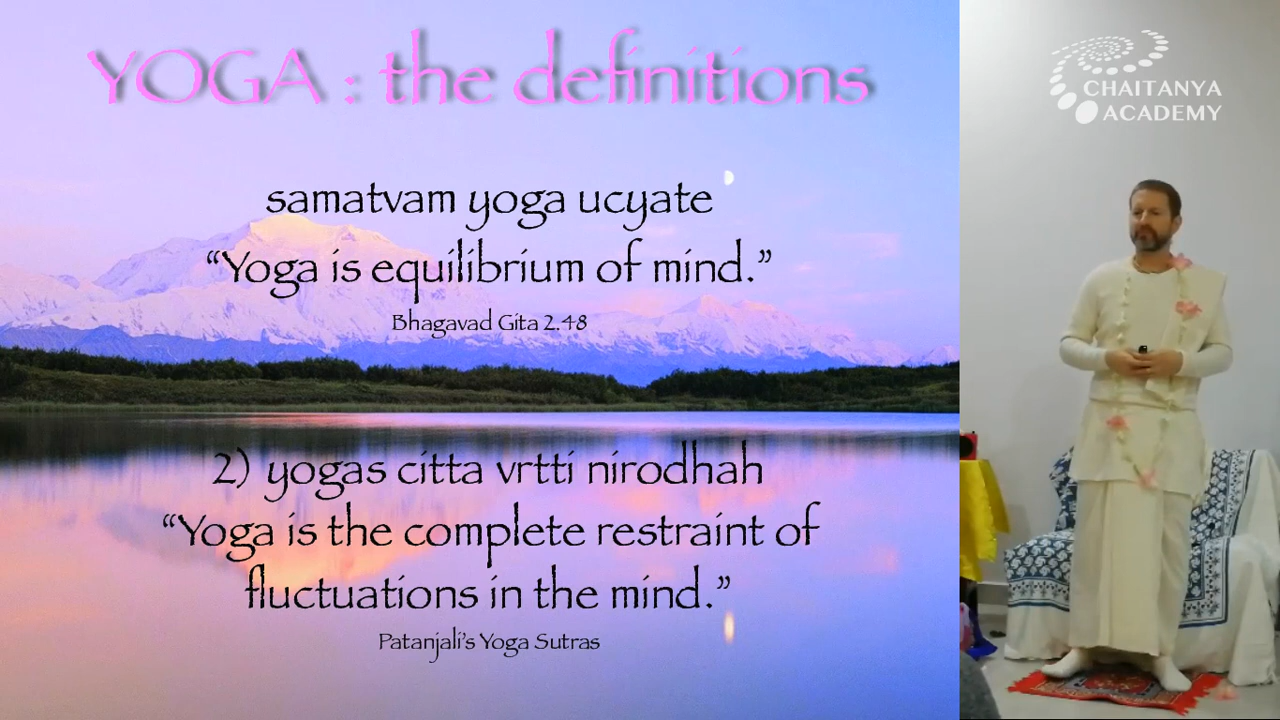 YOGA : the definitions
samatvam yoga ucyate
“Yoga is equilibrium of mind.”
Bhagavad Gita 2.48
2) yogas citta vrtti nirodhah
“Yoga is the complete restraint of
fluctuations in the mind.”
Patanjali’s Yoga Sutras
CHAITANYA
ACADEMY